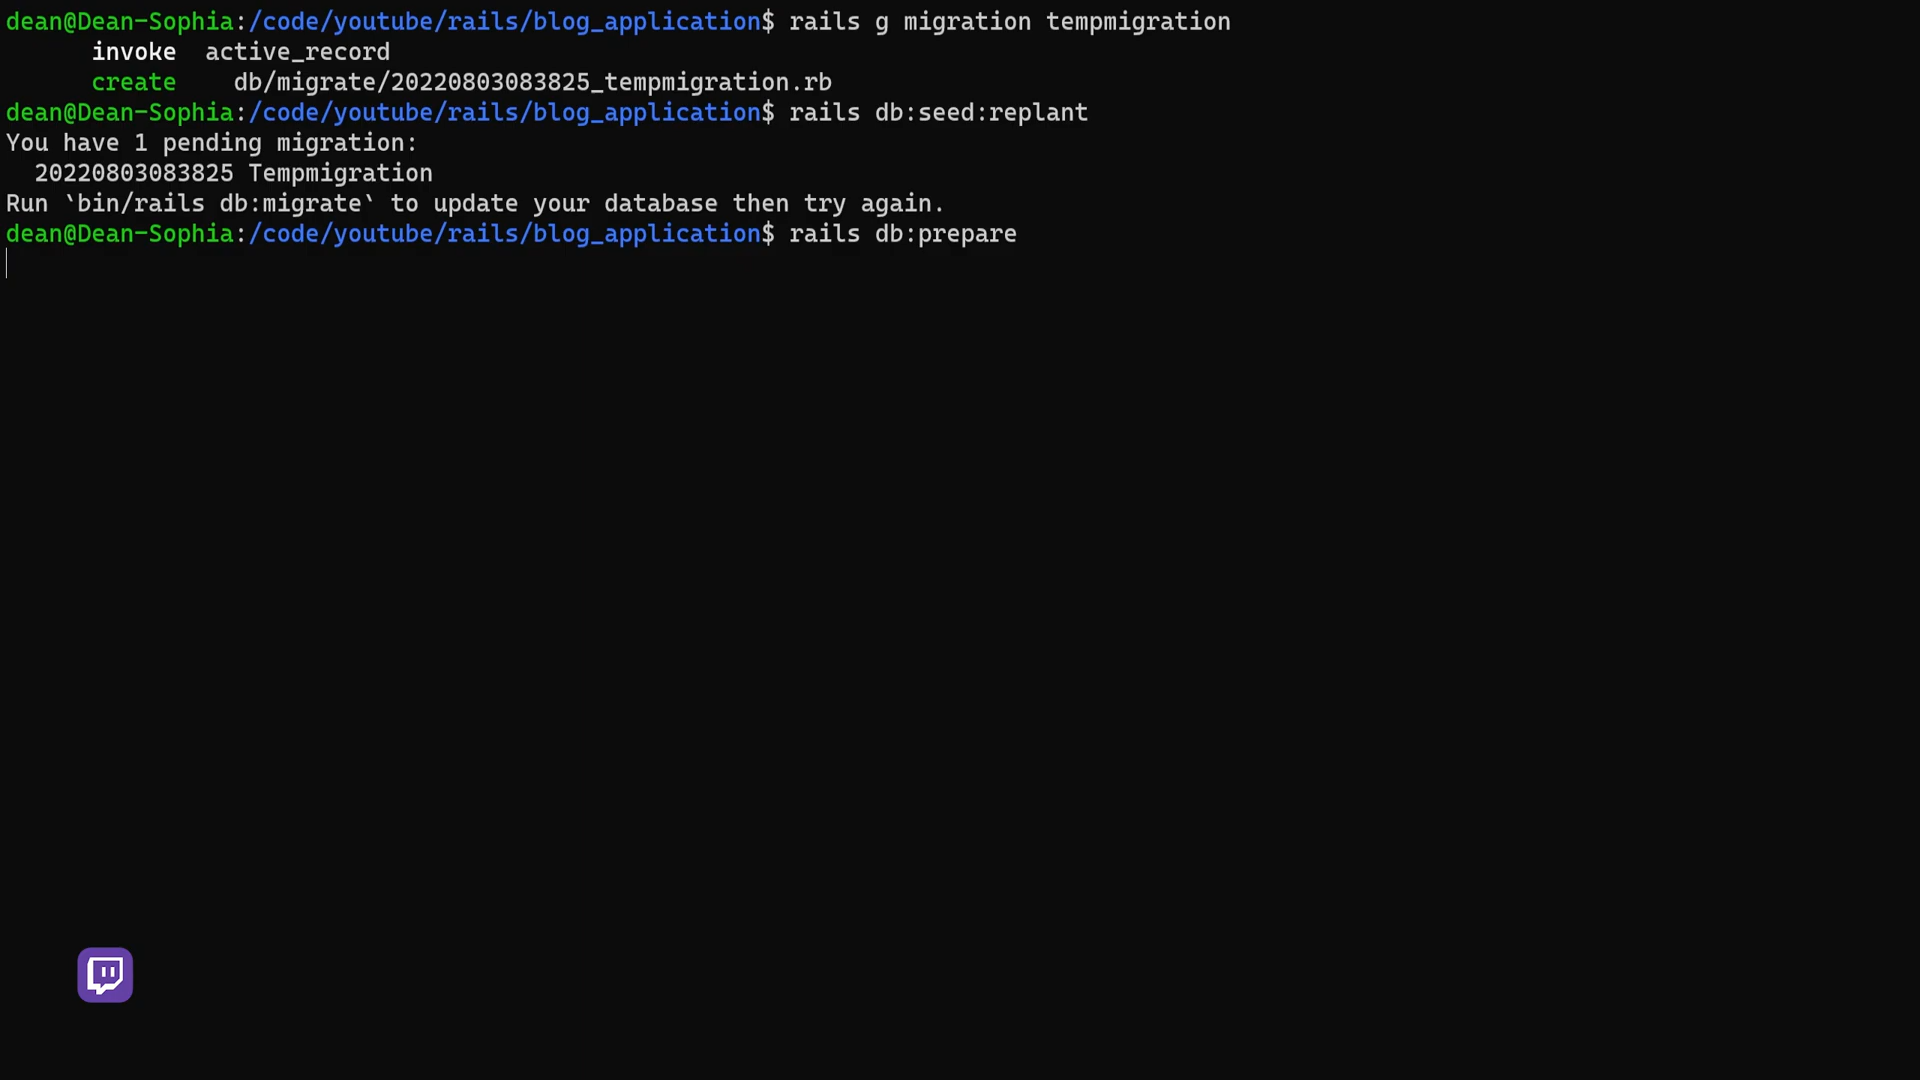 dean@Dean-Sophia:/code/youtube/rails/blog_application$ rails g migration tempmigration
      invoke  active_record
      create    db/migrate/20220803083825_tempmigration.rb
dean@Dean-Sophia:/code/youtube/rails/blog_application$ rails db:seed:replant
You have 1 pending migration:
  20220803083825 Tempmigration
Run `bin/rails db:migrate` to update your database then try again.
dean@Dean-Sophia:/code/youtube/rails/blog_application$ rails db:prepare